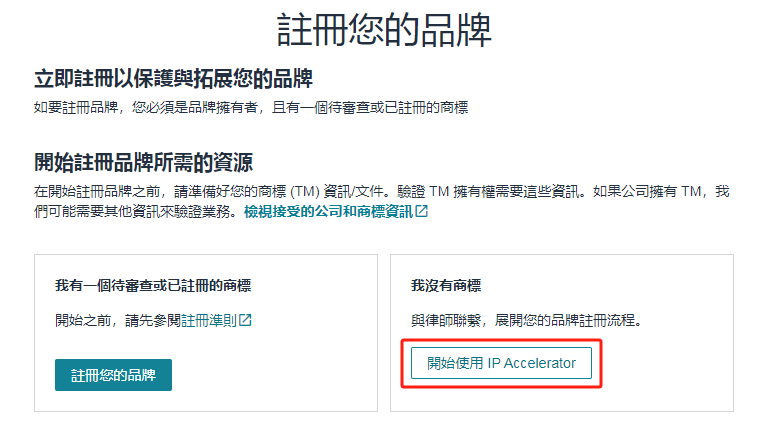 註冊您的品牌
立即註冊以保護與拓展您的品牌
如要註冊品牌，您必須是品牌擁有者，且有一個待審查或已註冊的商標
開始註冊品牌所需的資源
在開始註冊品牌之前，請準備好您的商標 (TM) 資訊/文件。驗證 TM 擁有權需要這些資訊。如果公司擁有 TM，我
們可能需要其他資訊來驗證業務。檢視接受的公司和商標資訊
我有一個待審查或已註冊的商標
開始之前，請先參閱註冊準則
註冊您的品牌
我沒有商標
與律師聯繫，展開您的品牌註冊流程。
開始使用 IP Accelerator